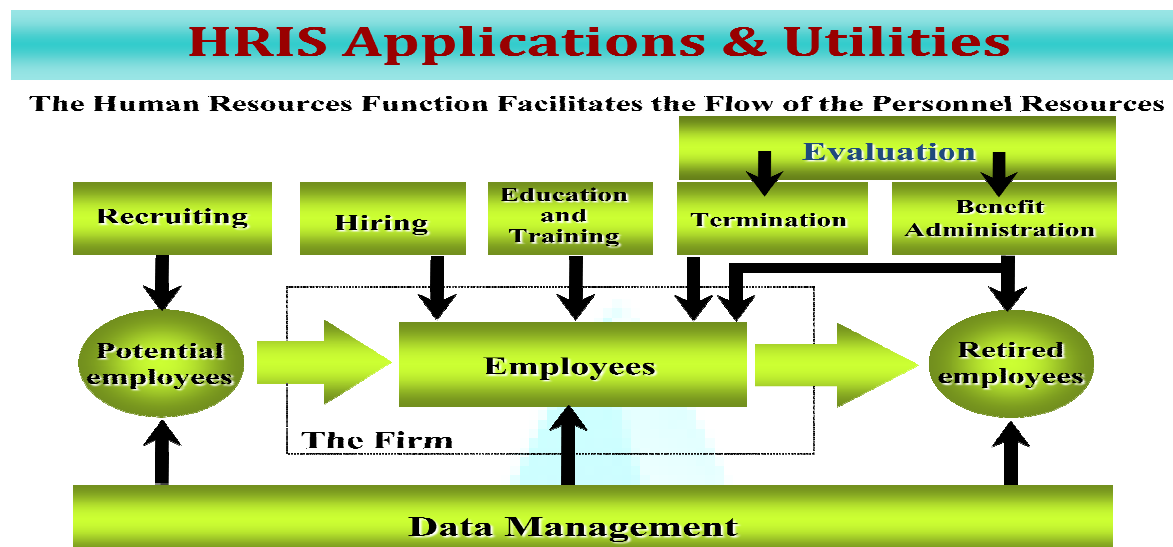 HRIS Applications & Utilities
The Human Resources Function Facilitates the Flow of the Personnel Resources
Evaluation
Recruiting
Hiring
Education
and
Training
Termination
Benefit
Administration
Potential
employees
Employees
Retired
employees
The Firm
Data Management